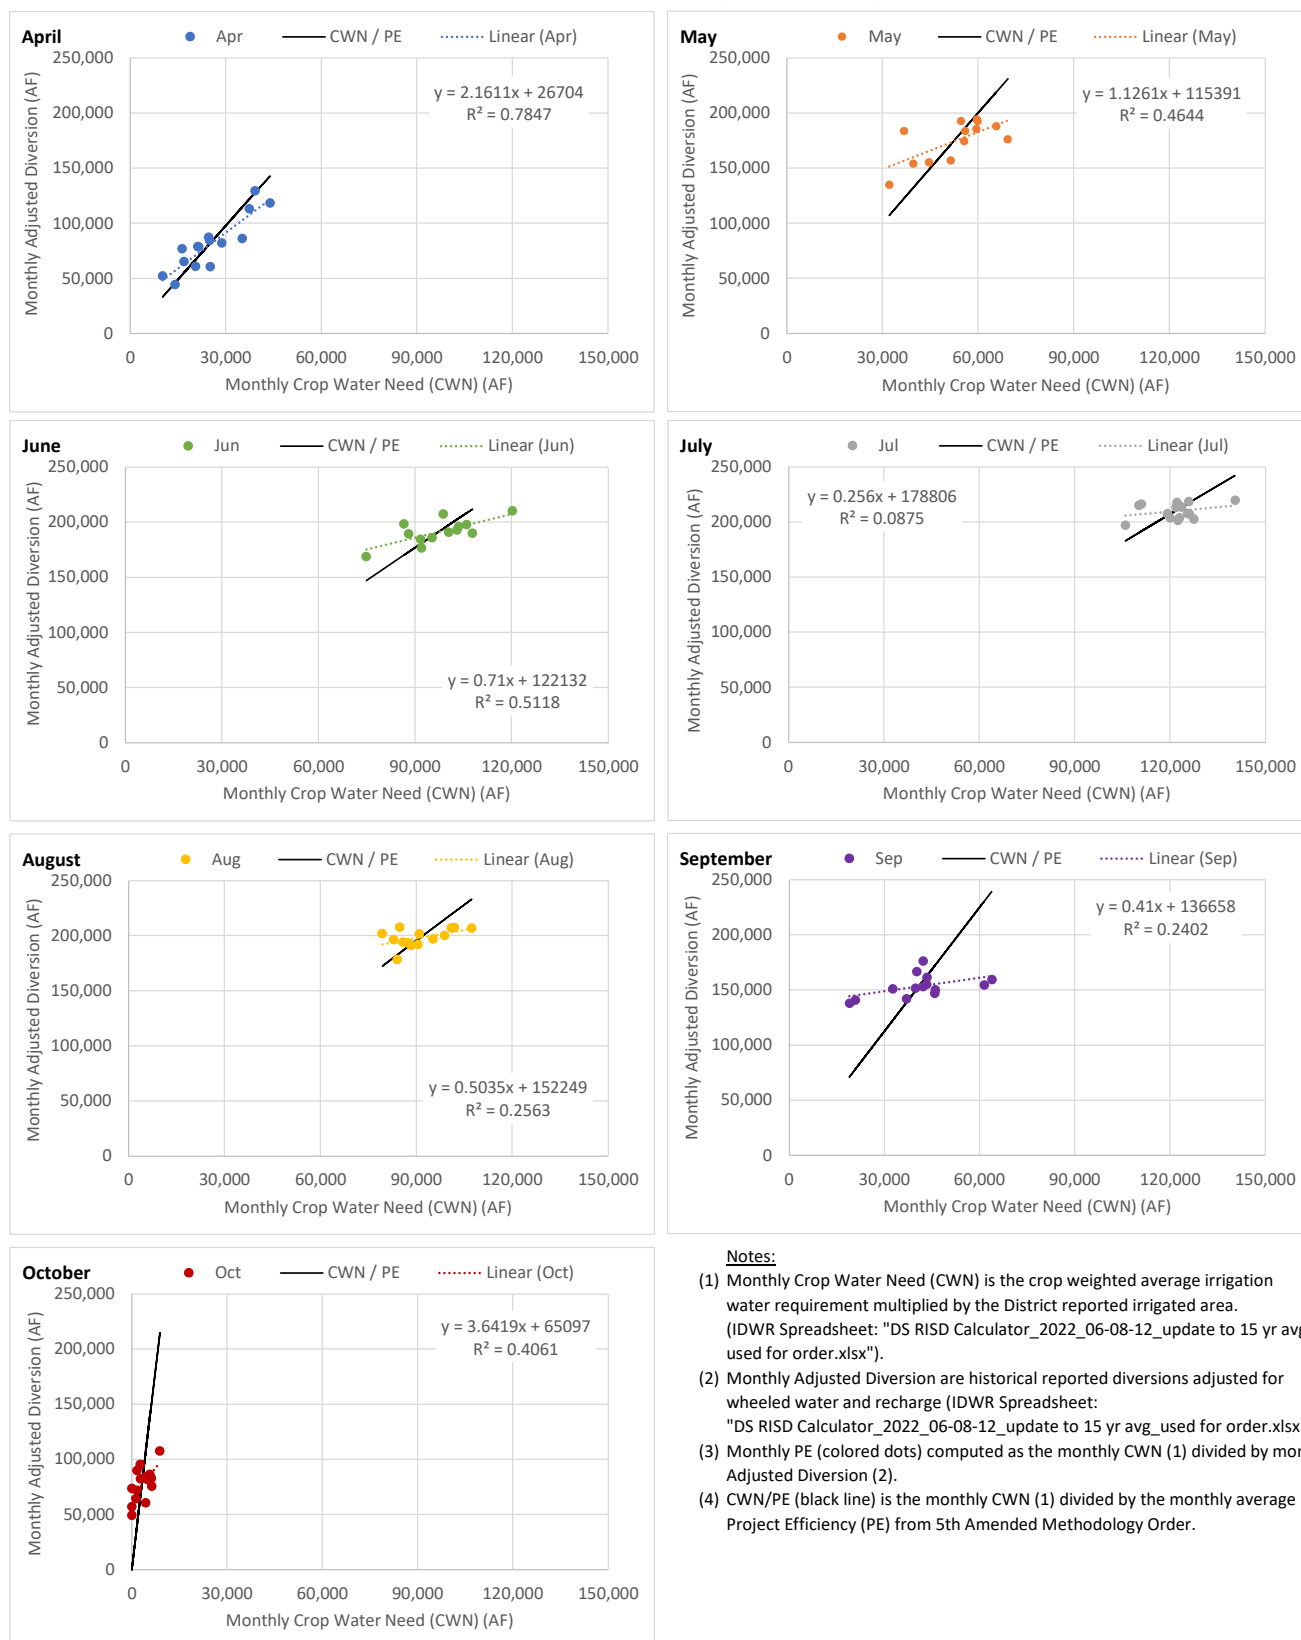 April
Apr
CWN / PE
Linear (Apr)
250,000
200,000
150,000
100,000
50,000
0
Monthly Adjusted Diversion (AF)
y = 2.1611x + 26704
R² = 0.7847
0 30,000 60,000 90,000 120,000 150,000
Monthly Crop Water Need (CWN) (AF)
May
May
CWN / PE
Linear (May)
250,000
200,000
150,000
100,000
50,000
0
Monthly Adjusted Diversion (AF)
y = 1.1261x + 115391
R² = 0.4644
0 30,000 60,000 90,000 120,000 150,000
Monthly Crop Water Need (CWN) (AF)
June
Jun
CWN / PE
Linear (Jun)
250,000
200,000
150,000
100,000
50,000
0
Monthly Adjusted Diversion (AF)
y = 0.71x + 122132
R² = 0.5118
0 30,000 60,000 90,000 120,000 150,000
Monthly Crop Water Need (CWN) (AF)
July
Jul
CWN / PE
Linear (Jul)
250,000
200,000
150,000
100,000
50,000
0
Monthly Adjusted Diversion (AF)
y = 0.256x + 178806
R² = 0.0875
0 30,000 60,000 90,000 120,000 150,000
Monthly Crop Water Need (CWN) (AF)
August
Aug
CWN / PE
Linear (Aug)
250,000
200,000
150,000
100,000
50,000
0
Monthly Adjusted Diversion (AF)
y = 0.5035x + 152249
R² = 0.2563
0 30,000 60,000 90,000 120,000 150,000
Monthly Crop Water Need (CWN) (AF)
September
Sep
CWN / PE
Linear (Sep)
250,000
200,000
150,000
100,000
50,000
0
Monthly Adjusted Diversion (AF)
y = 0.41x + 136658
R² = 0.2402
0 30,000 60,000 90,000 120,000 150,000
Monthly Crop Water Need (CWN) (AF)
October
Oct
CWN / PE
Linear (Oct)
250,000
200,000
150,000
100,000
50,000
0
Monthly Adjusted Diversion (AF)
y = 3.6419x + 65097
R² = 0.4061
0 30,000 60,000 90,000 120,000 150,000
Monthly Crop Water Need (CWN) (AF)
Notes:
(1) Monthly Crop Water Need (CWN) is the crop weighted average irrigation
water requirement multiplied by the District reported irrigated area.
(IDWR Spreadsheet: "DS RISD Calculator_2022_06-08-12_update to 15 yr avg
used for order.xlsx").
(2) Monthly Adjusted Diversion are historical reported diversions adjusted for
wheeled water and recharge (IDWR Spreadsheet:
"DS RISD Calculator_2022_06-08-12_update to 15 yr avg_used for order.xlsx
(3) Monthly PE (colored dots) computed as the monthly CWN (1) divided by mon
Adjusted Diversion (2).
(4) CWN/PE (black line) is the monthly CWN (1) divided by the monthly average
Project Efficiency (PE) from 5th Amended Methodology Order.